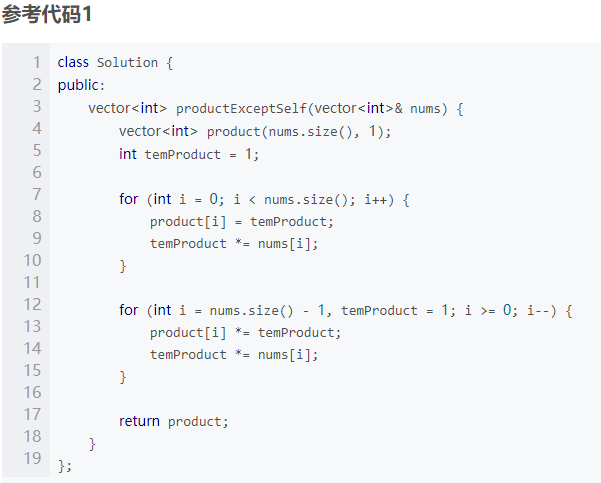 参考代码1
1 class Solution {
2 public:
3     vector<int> productExceptSelf(vector<int>& nums) {
4         vector<int> product(nums.size(), 1);
5         int temProduct = 1;
6
7         for (int i = 0; i < nums.size(); i++) {
8             product[i] = temProduct;
9             temProduct *= nums[i];
10         }
11
12         for (int i = nums.size() - 1, temProduct = 1; i >= 0; i--) {
13             product[i] *= temProduct;
14             temProduct *= nums[i];
15         }
16
17         return product;
18     }
19 };